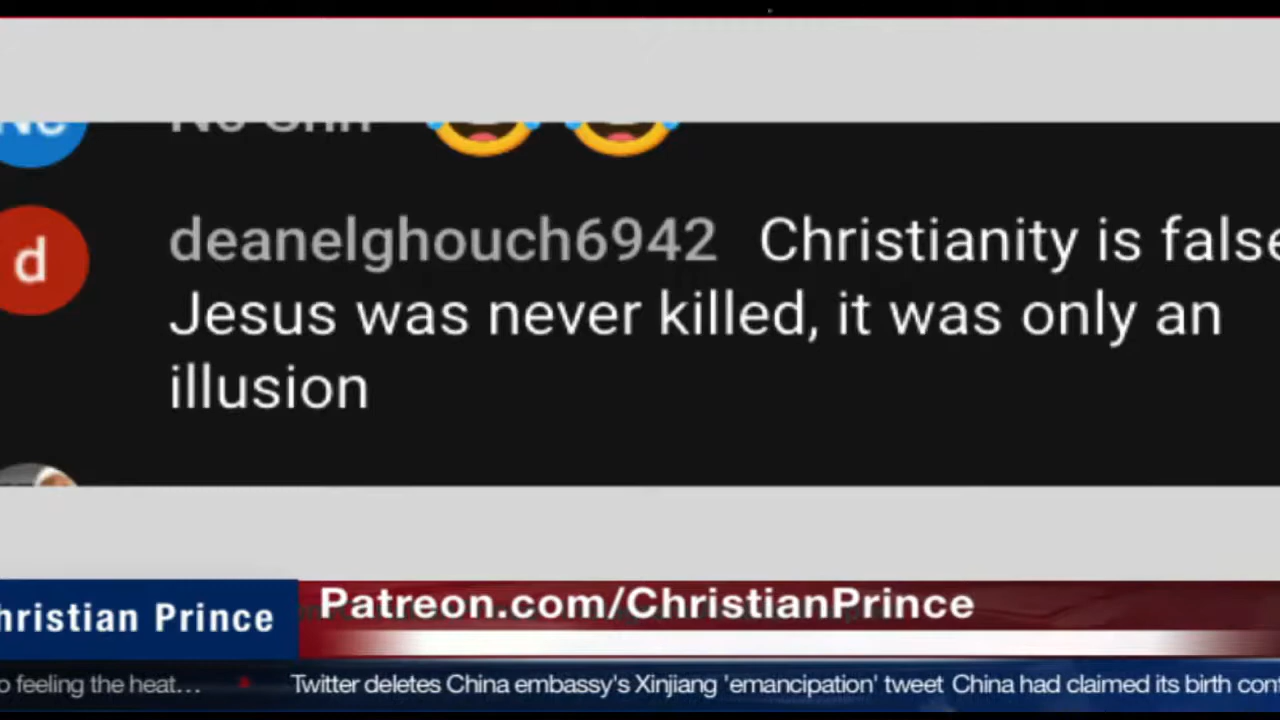 d
deanelghouch6942 Christianity is false
Jesus was never killed, it was only an
illusion
hristian Prince
Patreon.com/ChristianPrince
o feeling the heat...
Twitter deletes China embassy's Xinjiang 'emancipation' tweet China had claimed its birth con